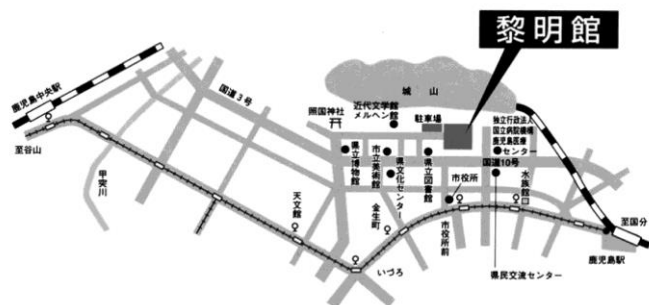 黎明館
城山
鹿児島中央駅
国道3号
照国神社
近代文学館
メルヘン館
駐車場
独立行政法人
国立病院機構
鹿児島医療
センター
至谷山
県立博物館
市立美術館
県文化センター
県立図書館
国道10号
市役所
水族館口
甲突川
天文館
金生町
市役所前
至国分
鹿児島駅
いづろ
県民交流センター